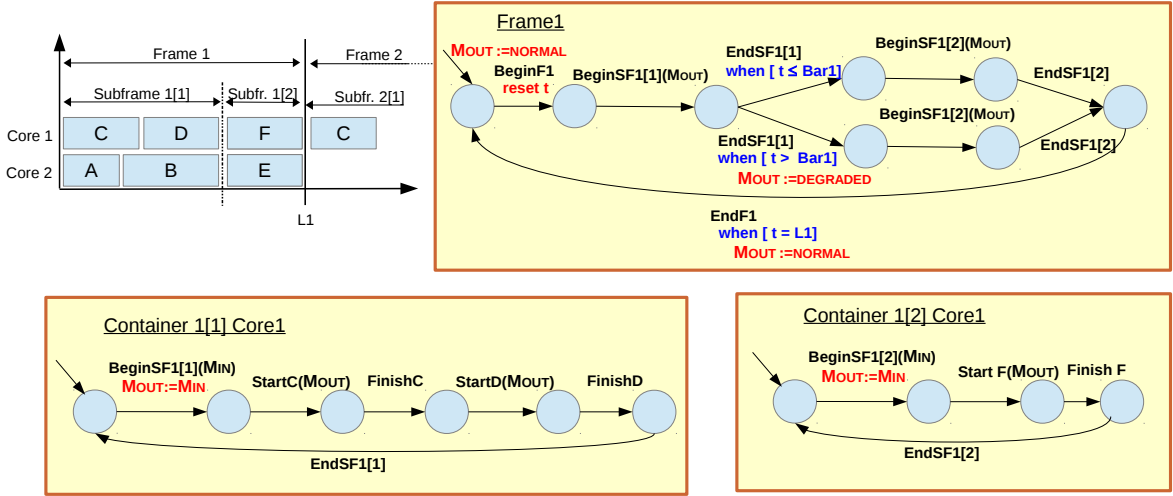 Frame 1
Frame 2
Subframe 1[1]
Subfr. 1[2]
Subfr. 2[1]
Core 1
C
D
F
C
Core 2
A
B
E
L1
Frame1
MOUT :=NORMAL
BeginF1
reset t
BeginSF1[1](MOUT)
EndSF1[1]
when [ t ≤ Bar1]
BeginSF1[2](MOUT)
EndSF1[2]
BeginSF1[2](MOUT)
EndSF1[1]
when [ t > Bar1]
MOUT :=DEGRADED
EndSF1[2]
EndF1
when [ t = L1]
MOUT :=NORMAL
Container 1[1] Core1
BeginSF1[1](MIN)
MOUT:=MIN
StartC(MOUT)
FinishC
StartD(MOUT)
FinishD
EndSF1[1]
Container 1[2] Core1
BeginSF1[2](MIN)
MOUT:=MIN
Start F(MOUT)
Finish F
EndSF1[2]